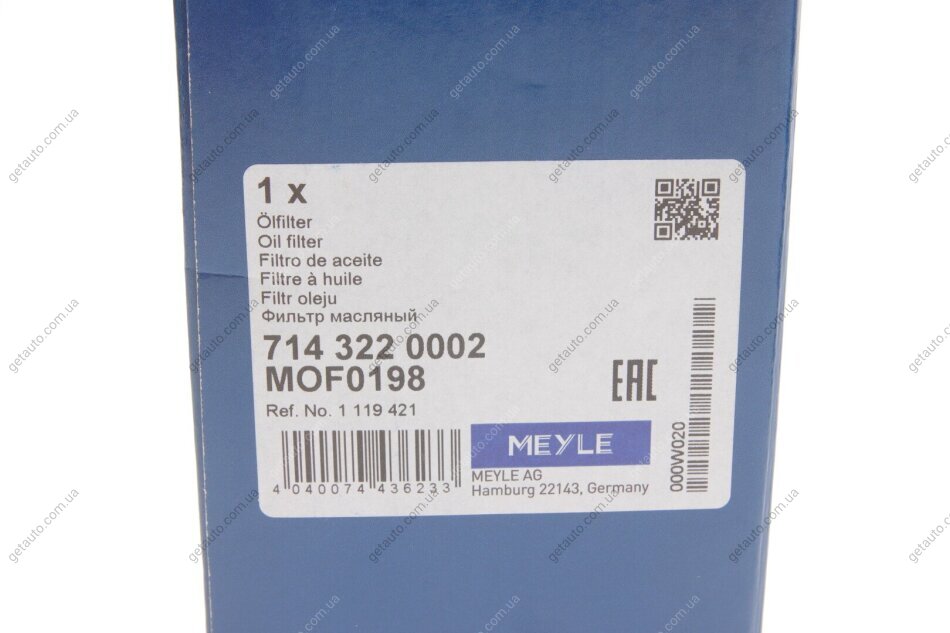 1 x
Ölfilter
Oil filter
Filtro de aceite
Filtre à huile
Filtr oleju
Фильтр масляный
714 322 0002
MOF0198
Ref. No. 1 119 421
4 040074 436233
EAC
MEYLE
MEYLE AG
Hamburg 22143, Germany
000W020
getauto.com.ua